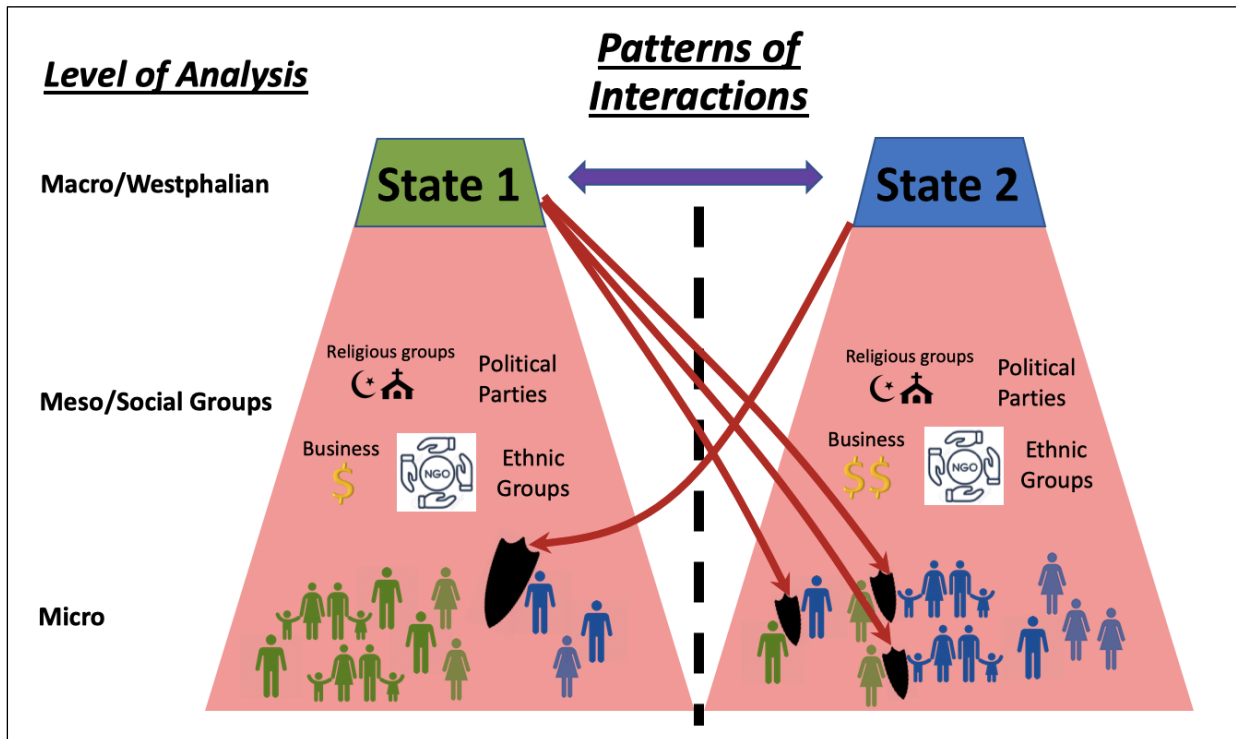 Level of Analysis
Patterns of
Interactions
Macro/Westphalian
State 1
State 2
Meso/Social Groups
Religious groups
Political
Parties
Business
$
NGO
Ethnic
Groups
Religious groups
Political
Parties
Business
$$
NGO
Ethnic
Groups
Micro